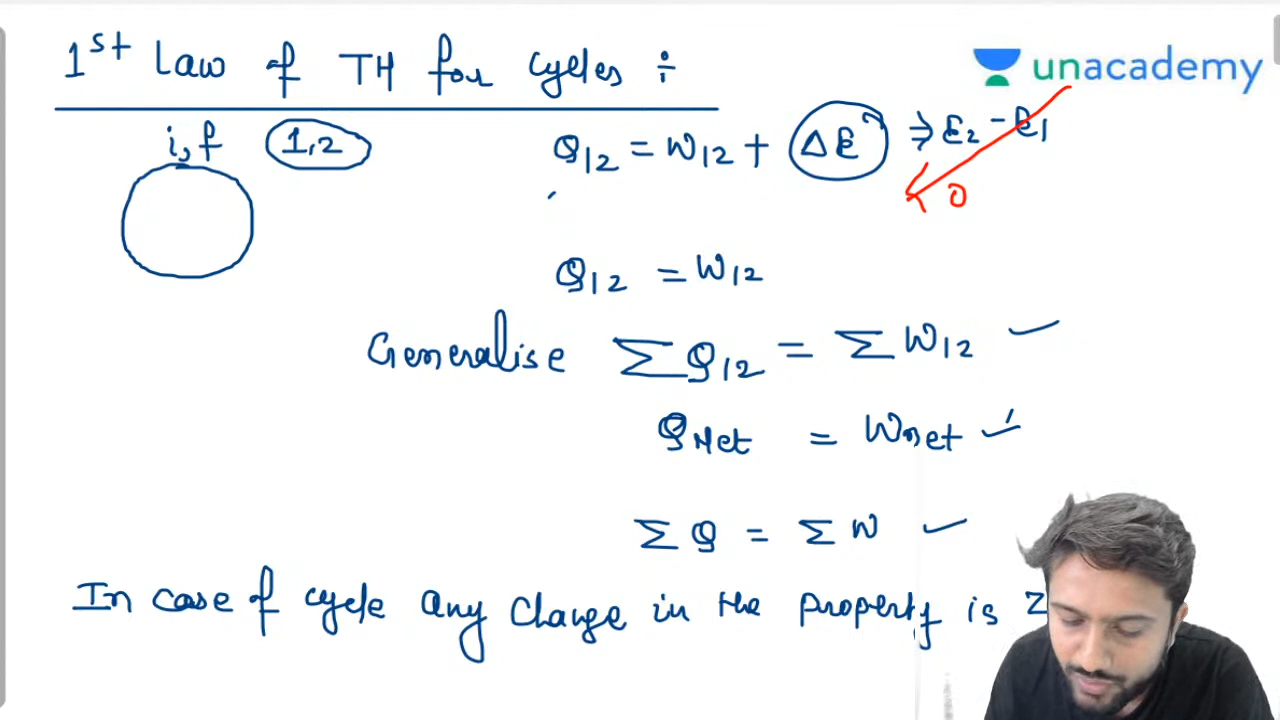 1st Law of TH for cycles ÷
unacademy
i, f 1,2
Q12 = W12 + ΔE ⇒ E2 - E1
0
Q12 = W12
Generalise ΣQ12 = ΣW12
QNet = Wnet
ΣQ = ΣW
In case of cycle any change in the property is